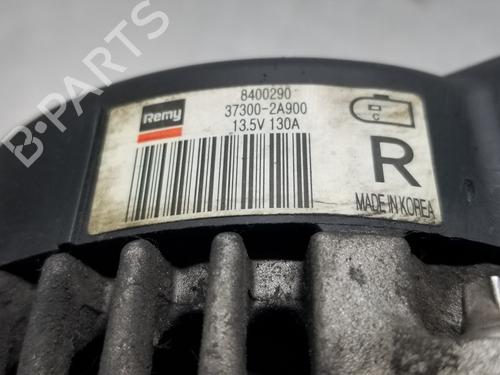 8400290
Remy
37300-2A900
13.5V 130A
C
R
MADE IN KOREA
B-PARTS